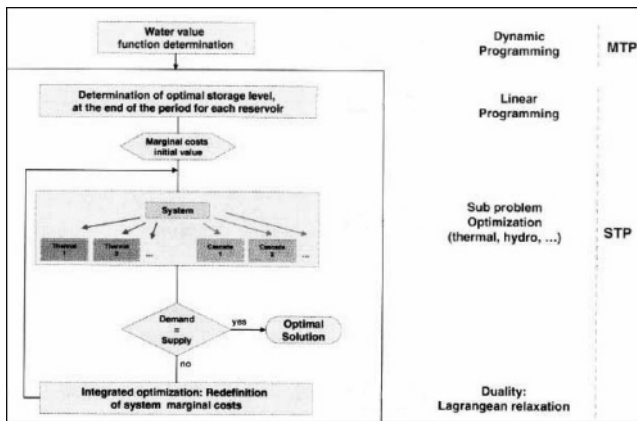 Water value
function determination
Dynamic
Programming
MTP
Determination of optimal storage level,
at the end of the period for each reservoir
Linear
Programming
Marginal costs
initial value
System
Thermal
1
Thermal
2
...
Cascate
1
Cascate
2
...
Sub problem
Optimization
(thermal, hydro, ...)
STP
Demand
=
Supply
yes
Optimal
Solution
no
Integrated optimization: Redefinition
of system marginal costs
Duality:
Lagrangean relaxation